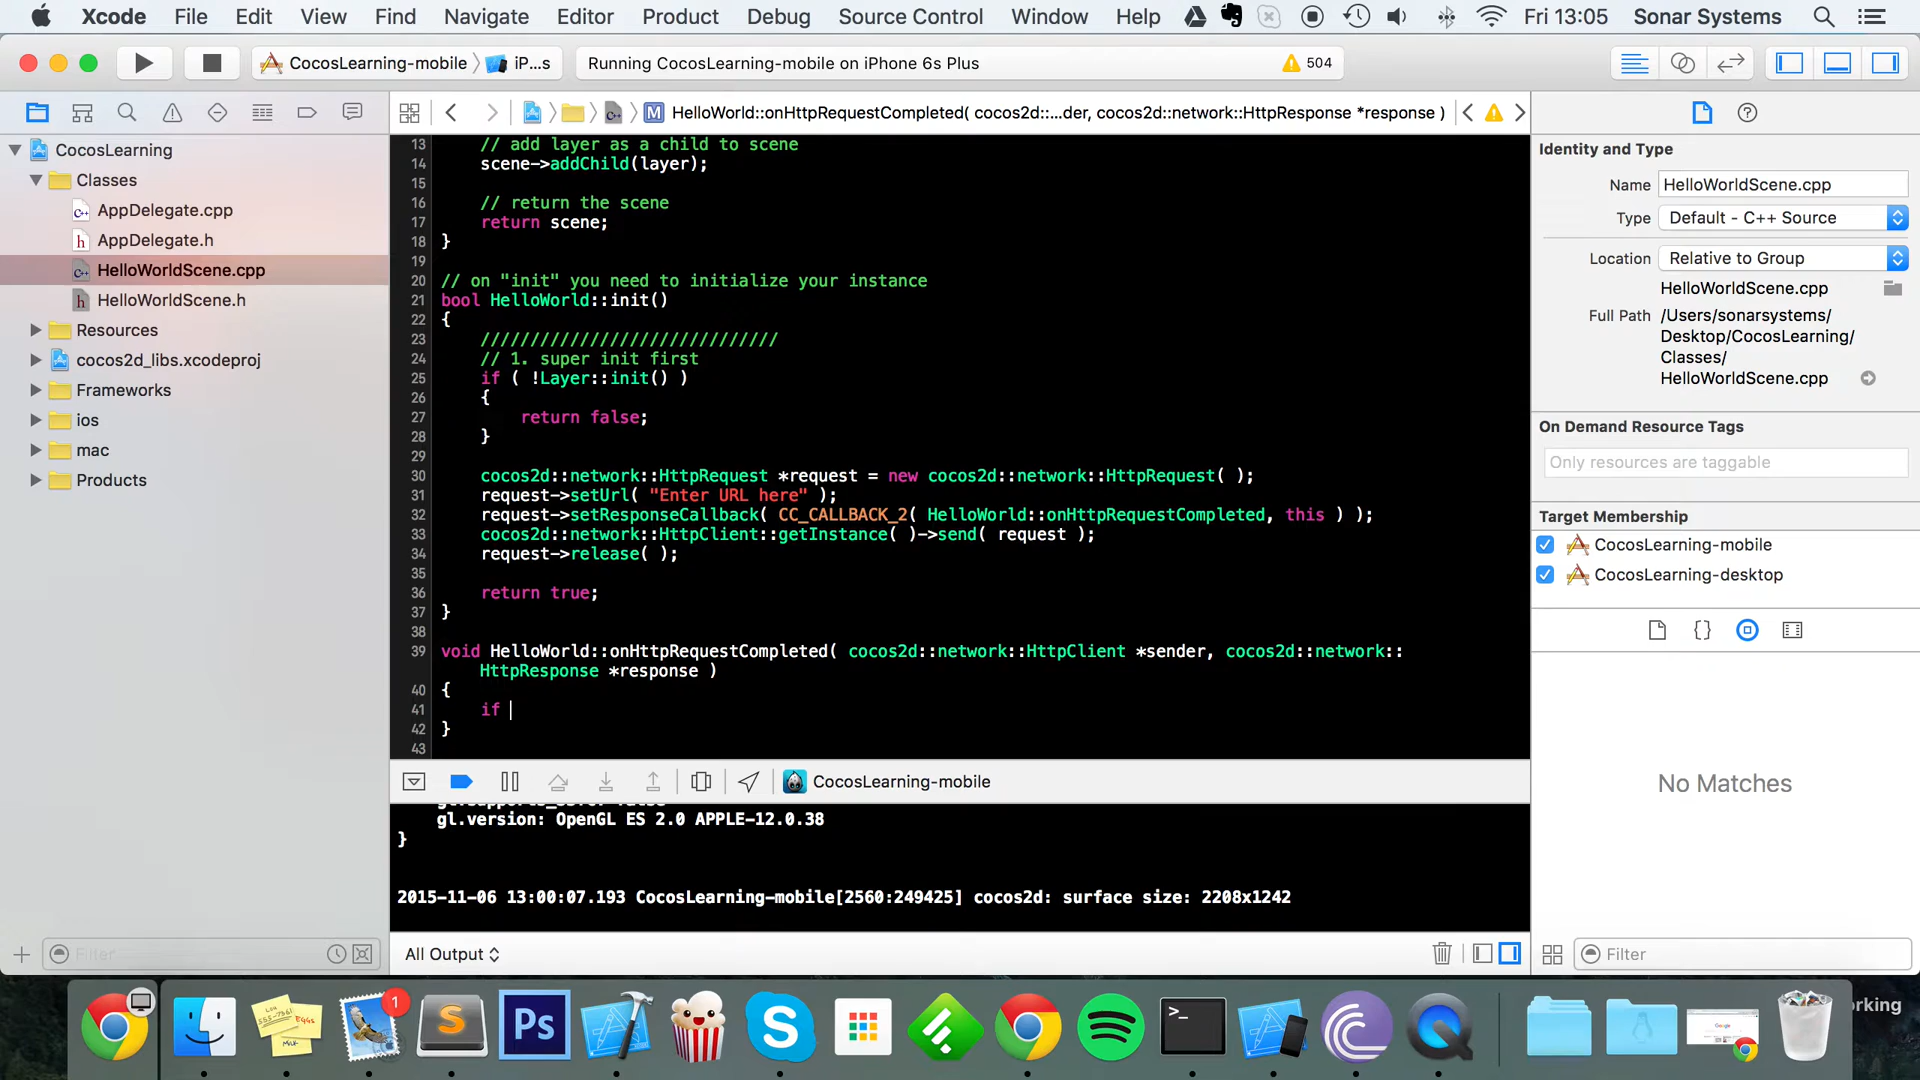 Xcode File Edit View Find Navigate Editor Product Debug Source Control Window Help Fri 13:05 Sonar Systems
CocosLearning-mobile iP...s Running CocosLearning-mobile on iPhone 6s Plus 504
HelloWorld::onHttpRequestCompleted( cocos2d::...der, cocos2d::network::HttpResponse *response )
CocosLearning
Classes
AppDelegate.cpp
AppDelegate.h
HelloWorldScene.cpp
HelloWorldScene.h
Resources
cocos2d_libs.xcodeproj
Frameworks
ios
mac
Products
Filter
13 // add layer as a child to scene
14 scene->addChild(layer);
15
16 // return the scene
17 return scene;
18 }
19
20 // on "init" you need to initialize your instance
21 bool HelloWorld::init()
22 {
23 //////////////////////////////
24 // 1. super init first
25 if ( !Layer::init() )
26 {
27 return false;
28 }
29
30 cocos2d::network::HttpRequest *request = new cocos2d::network::HttpRequest( );
31 request->setUrl( "Enter URL here" );
32 request->setResponseCallback( CC_CALLBACK_2( HelloWorld::onHttpRequestCompleted, this ) );
33 cocos2d::network::HttpClient::getInstance( )->send( request );
34 request->release( );
35
36 return true;
37 }
38
39 void HelloWorld::onHttpRequestCompleted( cocos2d::network::HttpClient *sender, cocos2d::network::
HttpResponse *response )
40 {
41 if
42 }
43
CocosLearning-mobile
gl.version: OpenGL ES 2.0 APPLE-12.0.38
}
2015-11-06 13:00:07.193 CocosLearning-mobile[2560:249425] cocos2d: surface size: 2208x1242
All Output
Identity and Type
Name HelloWorldScene.cpp
Type Default - C++ Source
Location Relative to Group
HelloWorldScene.cpp
Full Path /Users/sonarsystems/
Desktop/CocosLearning/
Classes/
HelloWorldScene.cpp
On Demand Resource Tags
Only resources are taggable
Target Membership
CocosLearning-mobile
CocosLearning-desktop
No Matches
Filter
1
Ps
orking